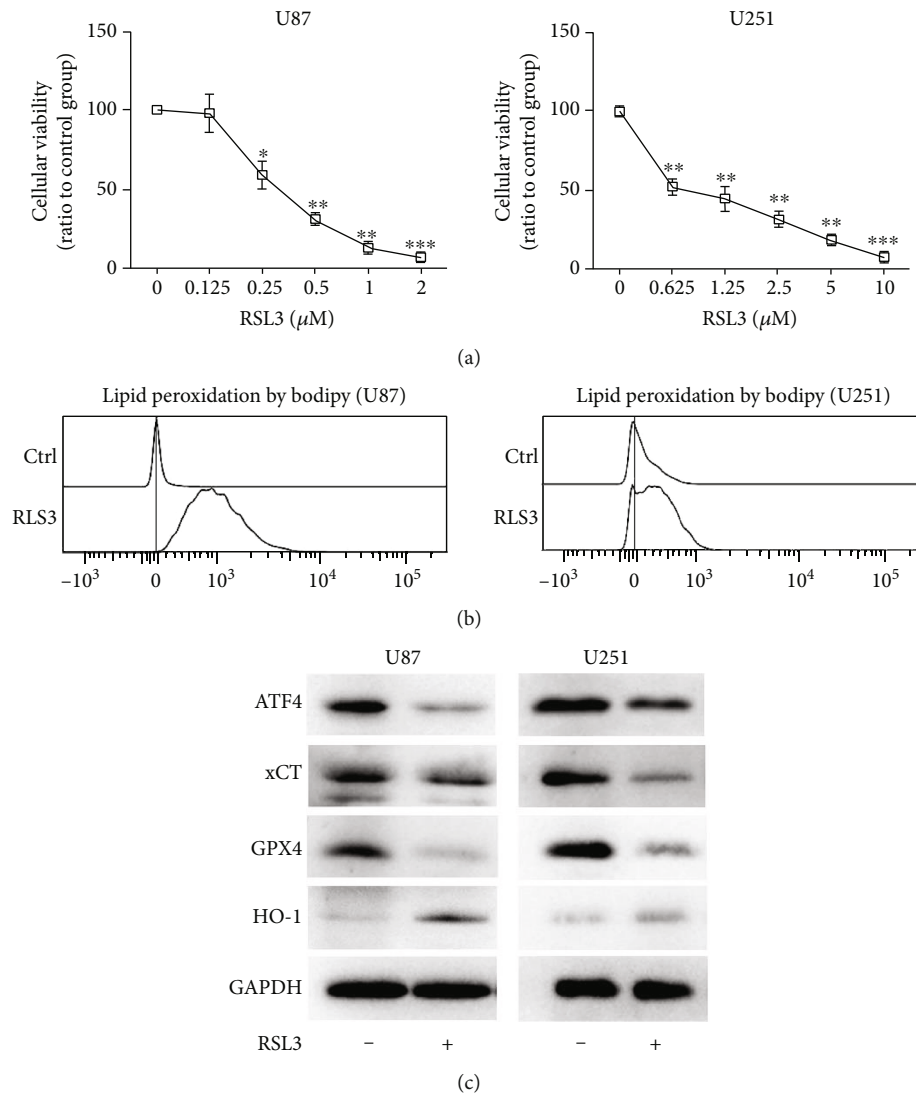 U87
150
100
50
0
Cellular viability
(ratio to control group)
*
**
**
***
0 0.125 0.25 0.5 1 2
RSL3 (μM)
U251
150
100
50
0
Cellular viability
(ratio to control group)
**
**
**
**
***
0 0.625 1.25 2.5 5 10
RSL3 (μM)
(a)
Lipid peroxidation by bodipy (U87)
Ctrl
RLS3
−10³ 0 10³ 10⁴ 10⁵
Lipid peroxidation by bodipy (U251)
Ctrl
RLS3
−10³ 0 10³ 10⁴ 10⁵
(b)
U87 U251
ATF4
xCT
GPX4
HO-1
GAPDH
RSL3 − + − +
(c)